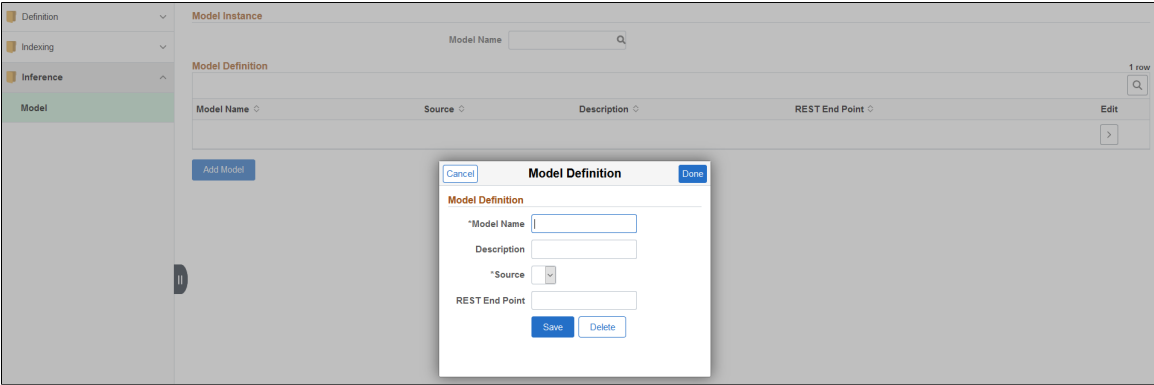 Definition
Indexing
Inference
Model
Model Instance
Model Name
Model Definition
1 row
Model Name Source Description REST End Point Edit
Add Model
Cancel Model Definition Done
Model Definition
*Model Name
Description
*Source
REST End Point
Save Delete